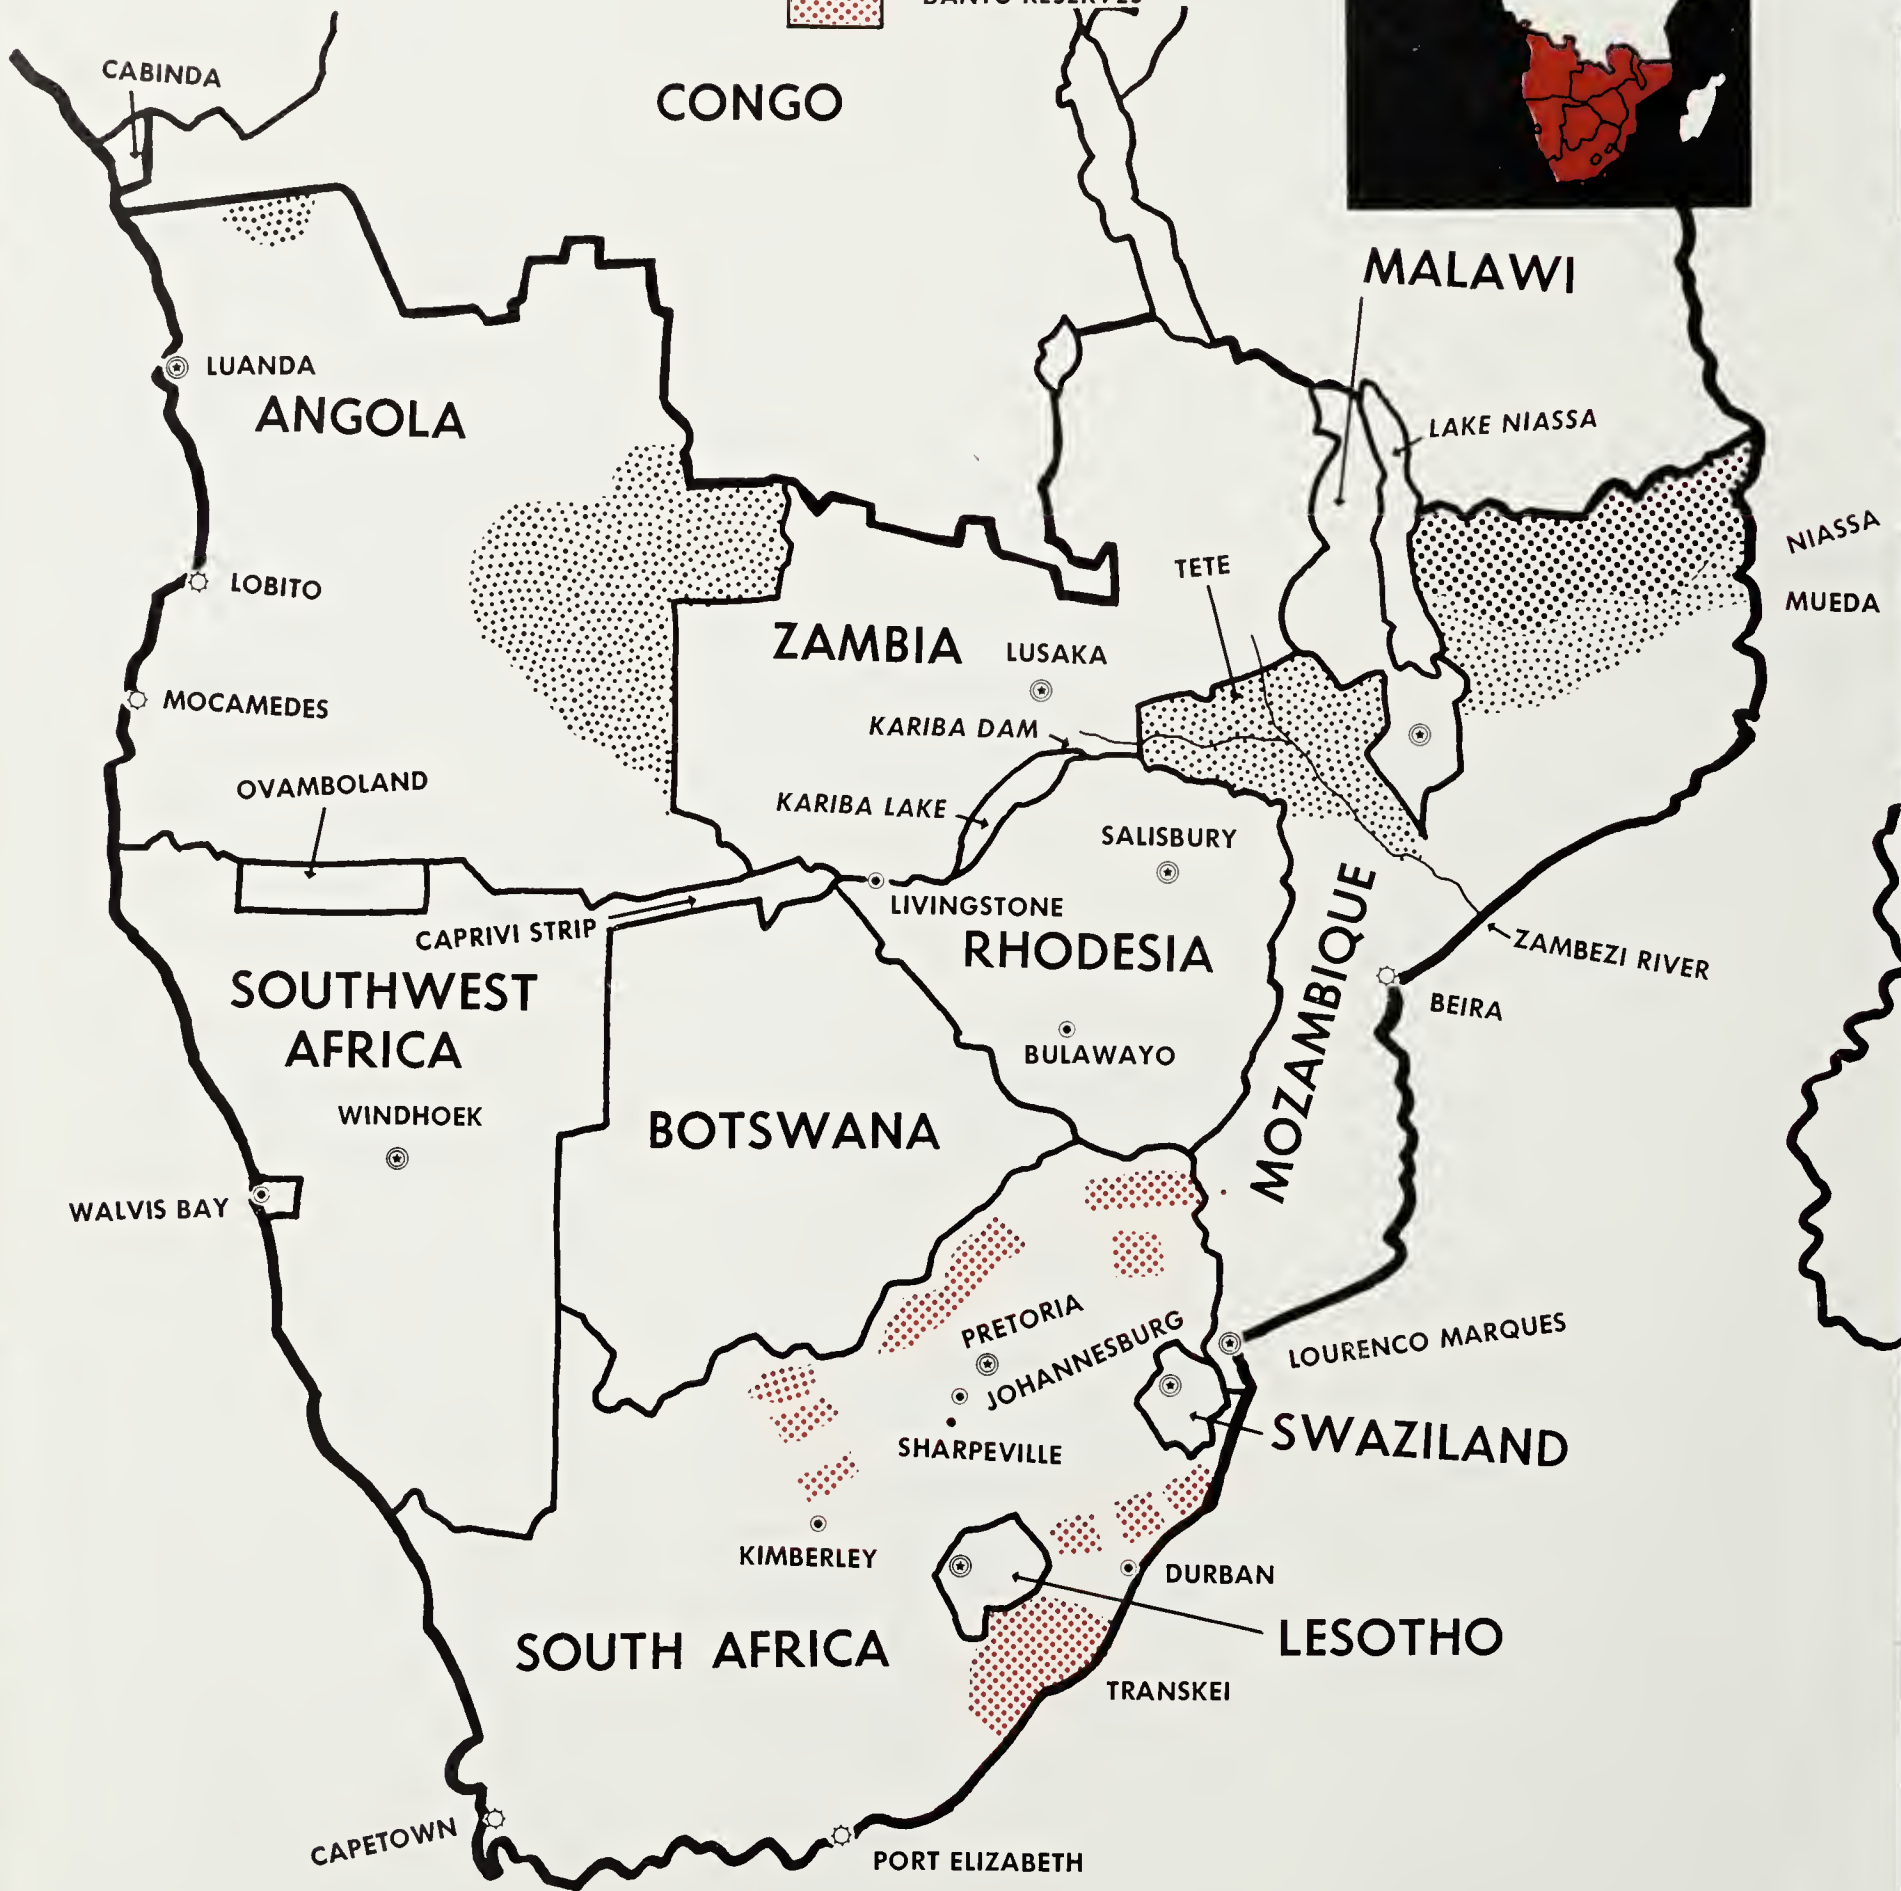 BANTU RESERVES
CABINDA
CONGO
MALAWI
LUANDA
ANGOLA
LAKE NIASSA
NIASSA
MUEDA
TETE
LOBITO
ZAMBIA
LUSAKA
MOCAMEDES
KARIBA DAM
OVAMBOLAND
KARIBA LAKE
SALISBURY
LIVINGSTONE
CAPRIVI STRIP
RHODESIA
ZAMBEZI RIVER
MOZAMBIQUE
BEIRA
SOUTHWEST
AFRICA
BULAWAYO
WINDHOEK
BOTSWANA
WALVIS BAY
PRETORIA
JOHANNESBURG
LOURENCO MARQUES
SHARPEVILLE
SWAZILAND
KIMBERLEY
DURBAN
SOUTH AFRICA
LESOTHO
TRANSKEI
CAPETOWN
PORT ELIZABETH